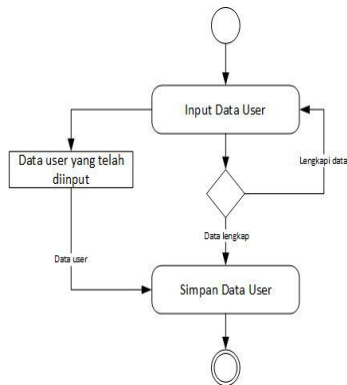 Input Data User
Data user yang telah
diinput
Lengkapi data
Data lengkap
Data user
Simpan Data User